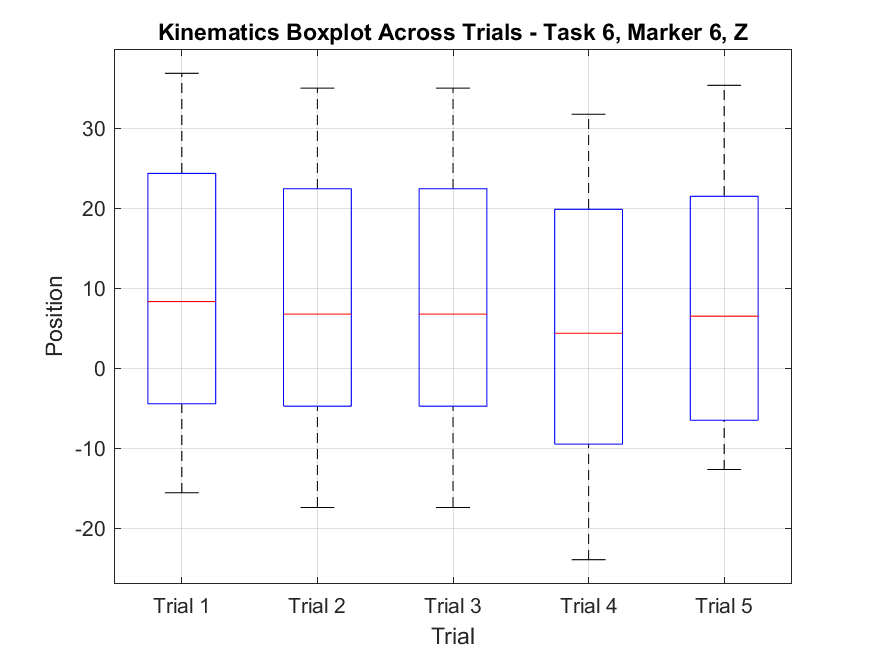 Kinematics Boxplot Across Trials - Task 6, Marker 6, Z
30
20
10
0
-10
-20
Position
Trial 1 Trial 2 Trial 3 Trial 4 Trial 5
Trial